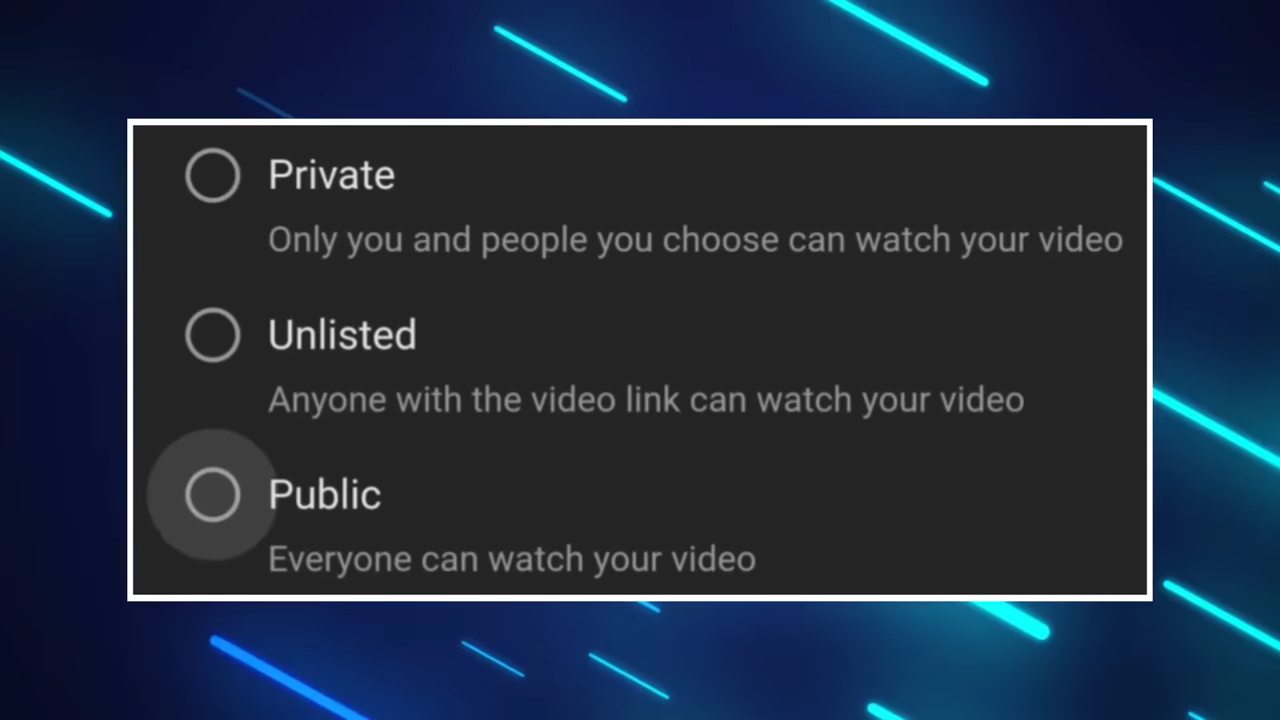 Private
Only you and people you choose can watch your video
Unlisted
Anyone with the video link can watch your video
Public
Everyone can watch your video